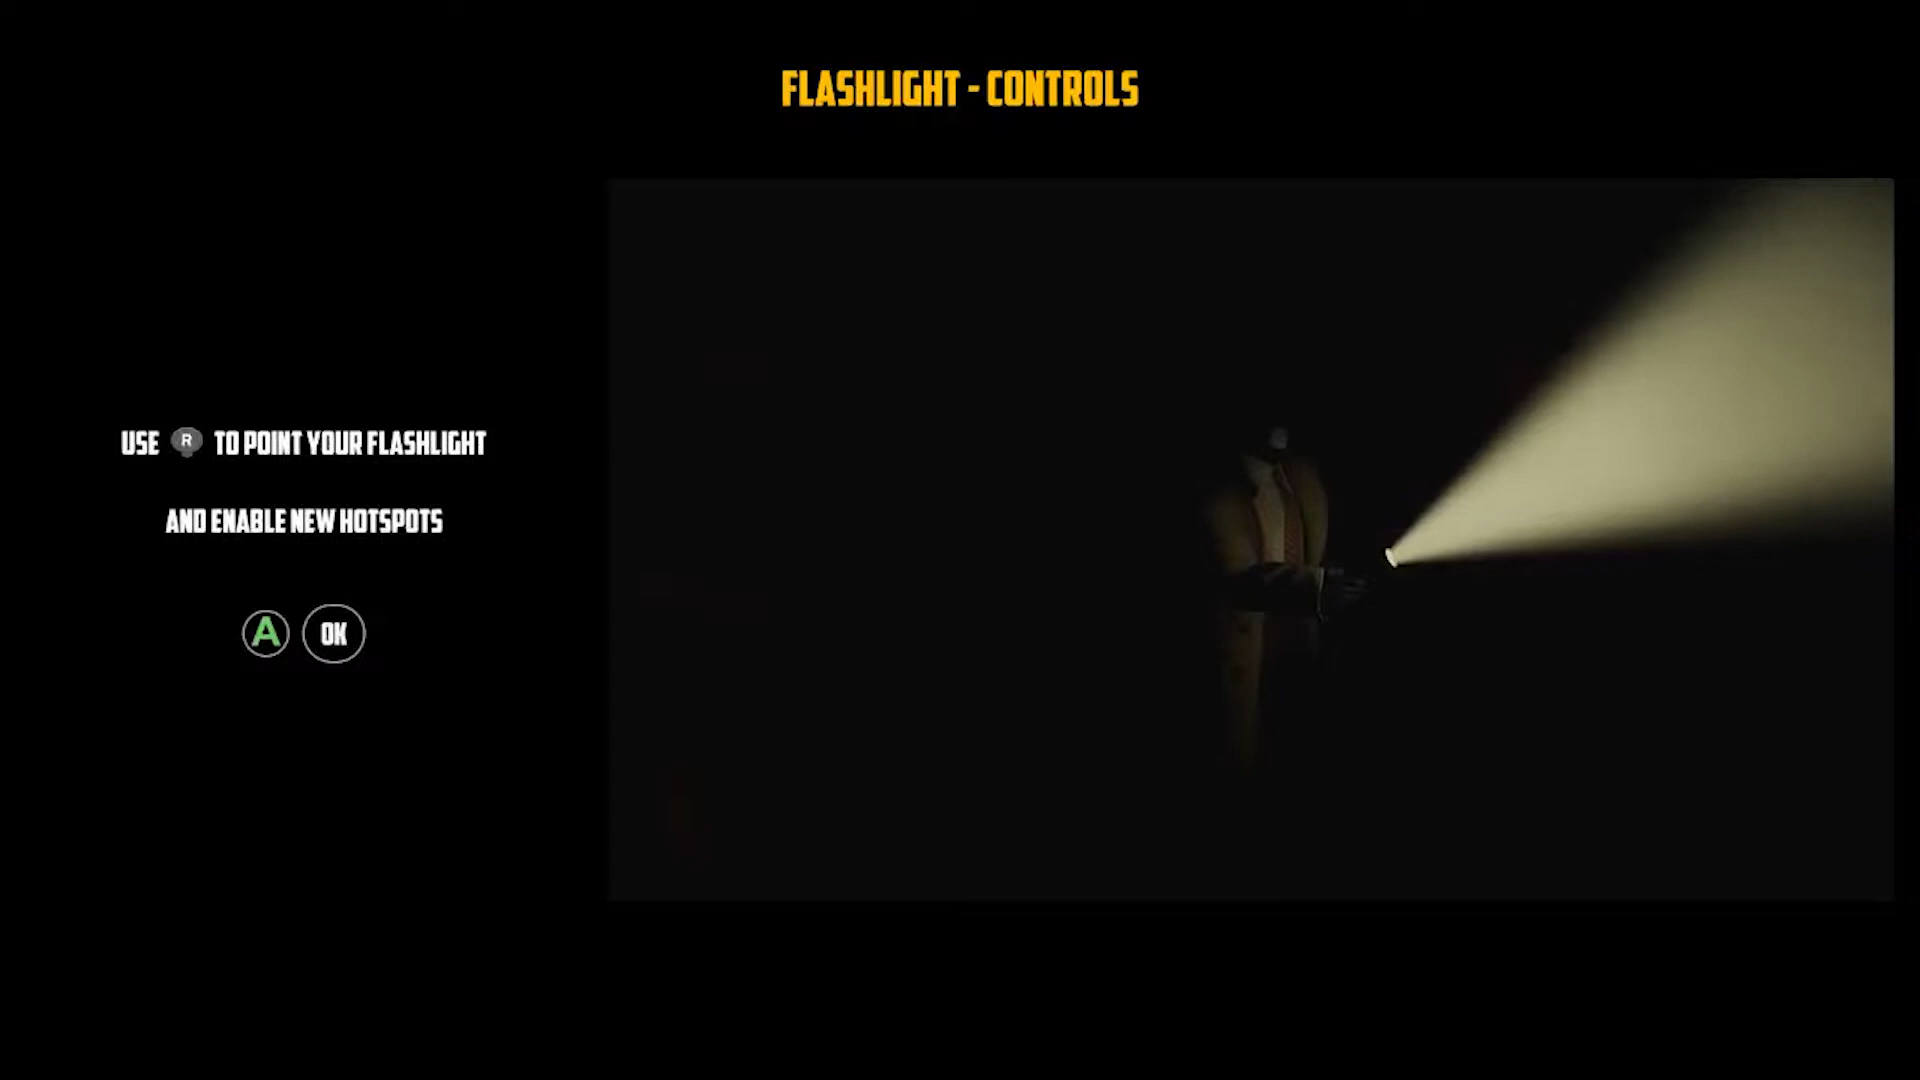 FLASHLIGHT - CONTROLS
USE R TO POINT YOUR FLASHLIGHT
AND ENABLE NEW HOTSPOTS
A OK